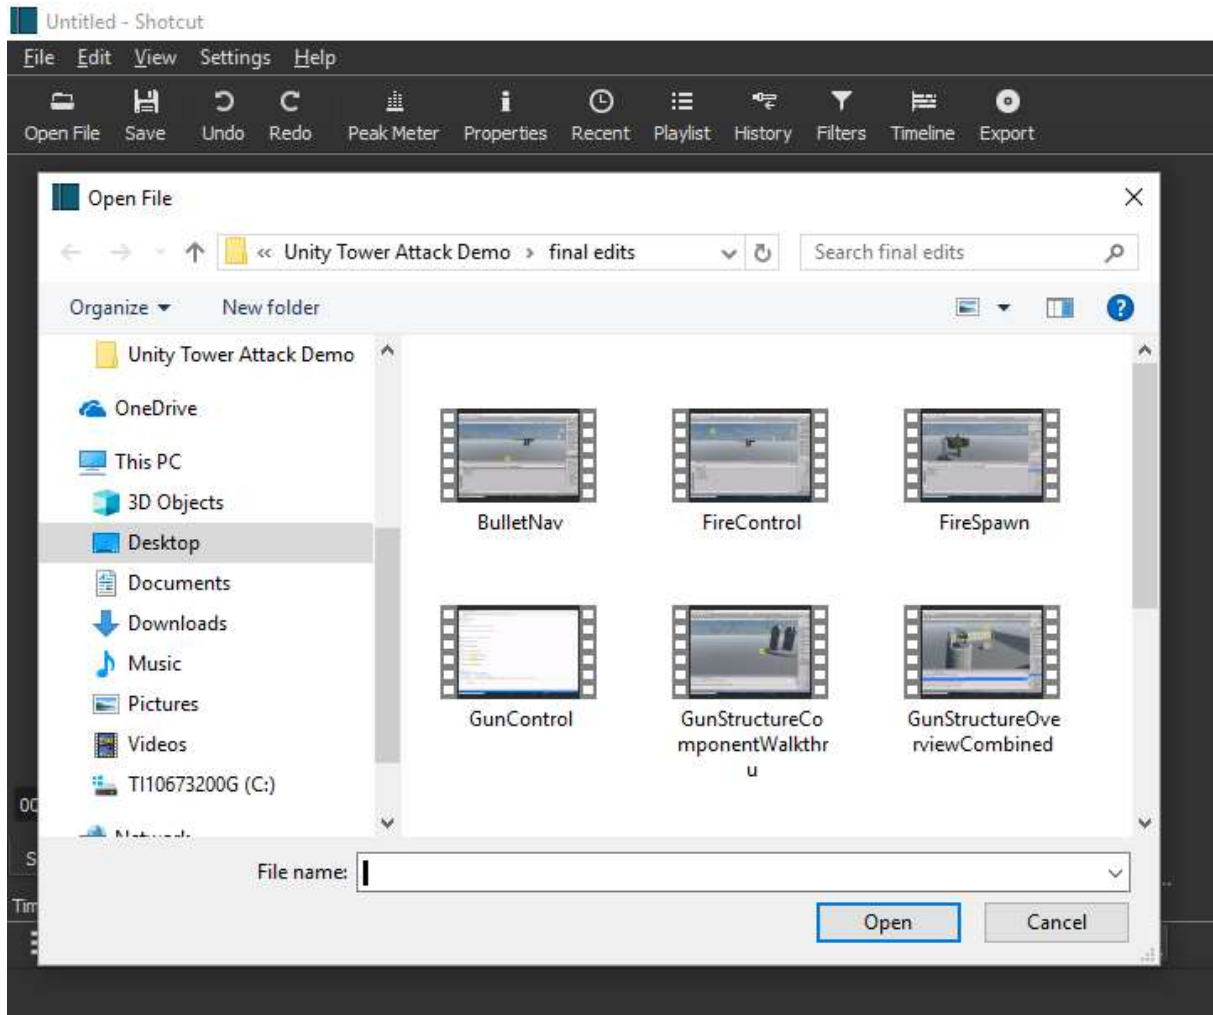 Untitled - Shotcut
File Edit View Settings Help
Open File Save Undo Redo Peak Meter Properties Recent Playlist History Filters Timeline Export
Open File
« Unity Tower Attack Demo › final edits
Search final edits
Organize New folder
Unity Tower Attack Demo
OneDrive
This PC
3D Objects
Desktop
Documents
Downloads
Music
Pictures
Videos
TI10673200G (C:)
Network
BulletNav
FireControl
FireSpawn
GunControl
GunStructureCo
mponentWalkthr
u
GunStructureOve
rviewCombined
00
S
Tim
File name:
Open
Cancel